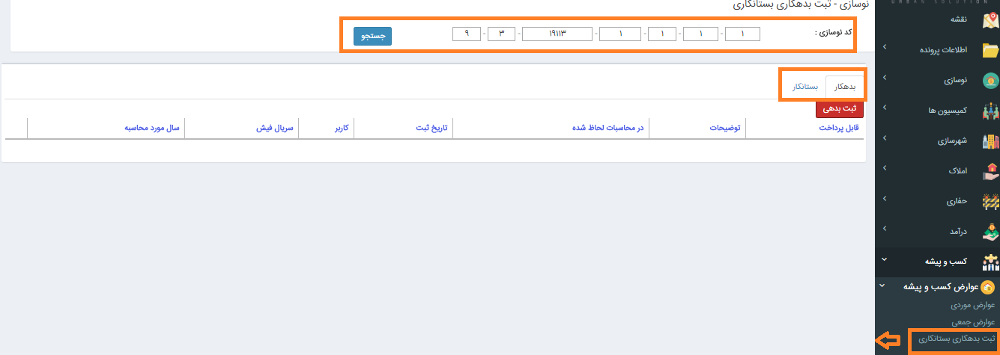 URBAN SOLUTION
نوسازی - ثبت بدهکاری بستانکاری
کد نوسازی : ۱ - ۱ - ۱ - ۱ - ۱۹۱۱۳ - ۳ - ۹ جستجو
بدهکار بستانکار
ثبت بدهی
قابل پرداخت توضیحات در محاسبات لحاظ شده تاریخ ثبت کاربر سریال فیش سال مورد محاسبه
نقشه
اطلاعات پرونده
نوسازی
کمیسیون ها
شهرسازی
املاک
حفاری
درآمد
کسب و پیشه
عوارض کسب و پیشه
عوارض موردی
عوارض جمعی
ثبت بدهکاری بستانکاری